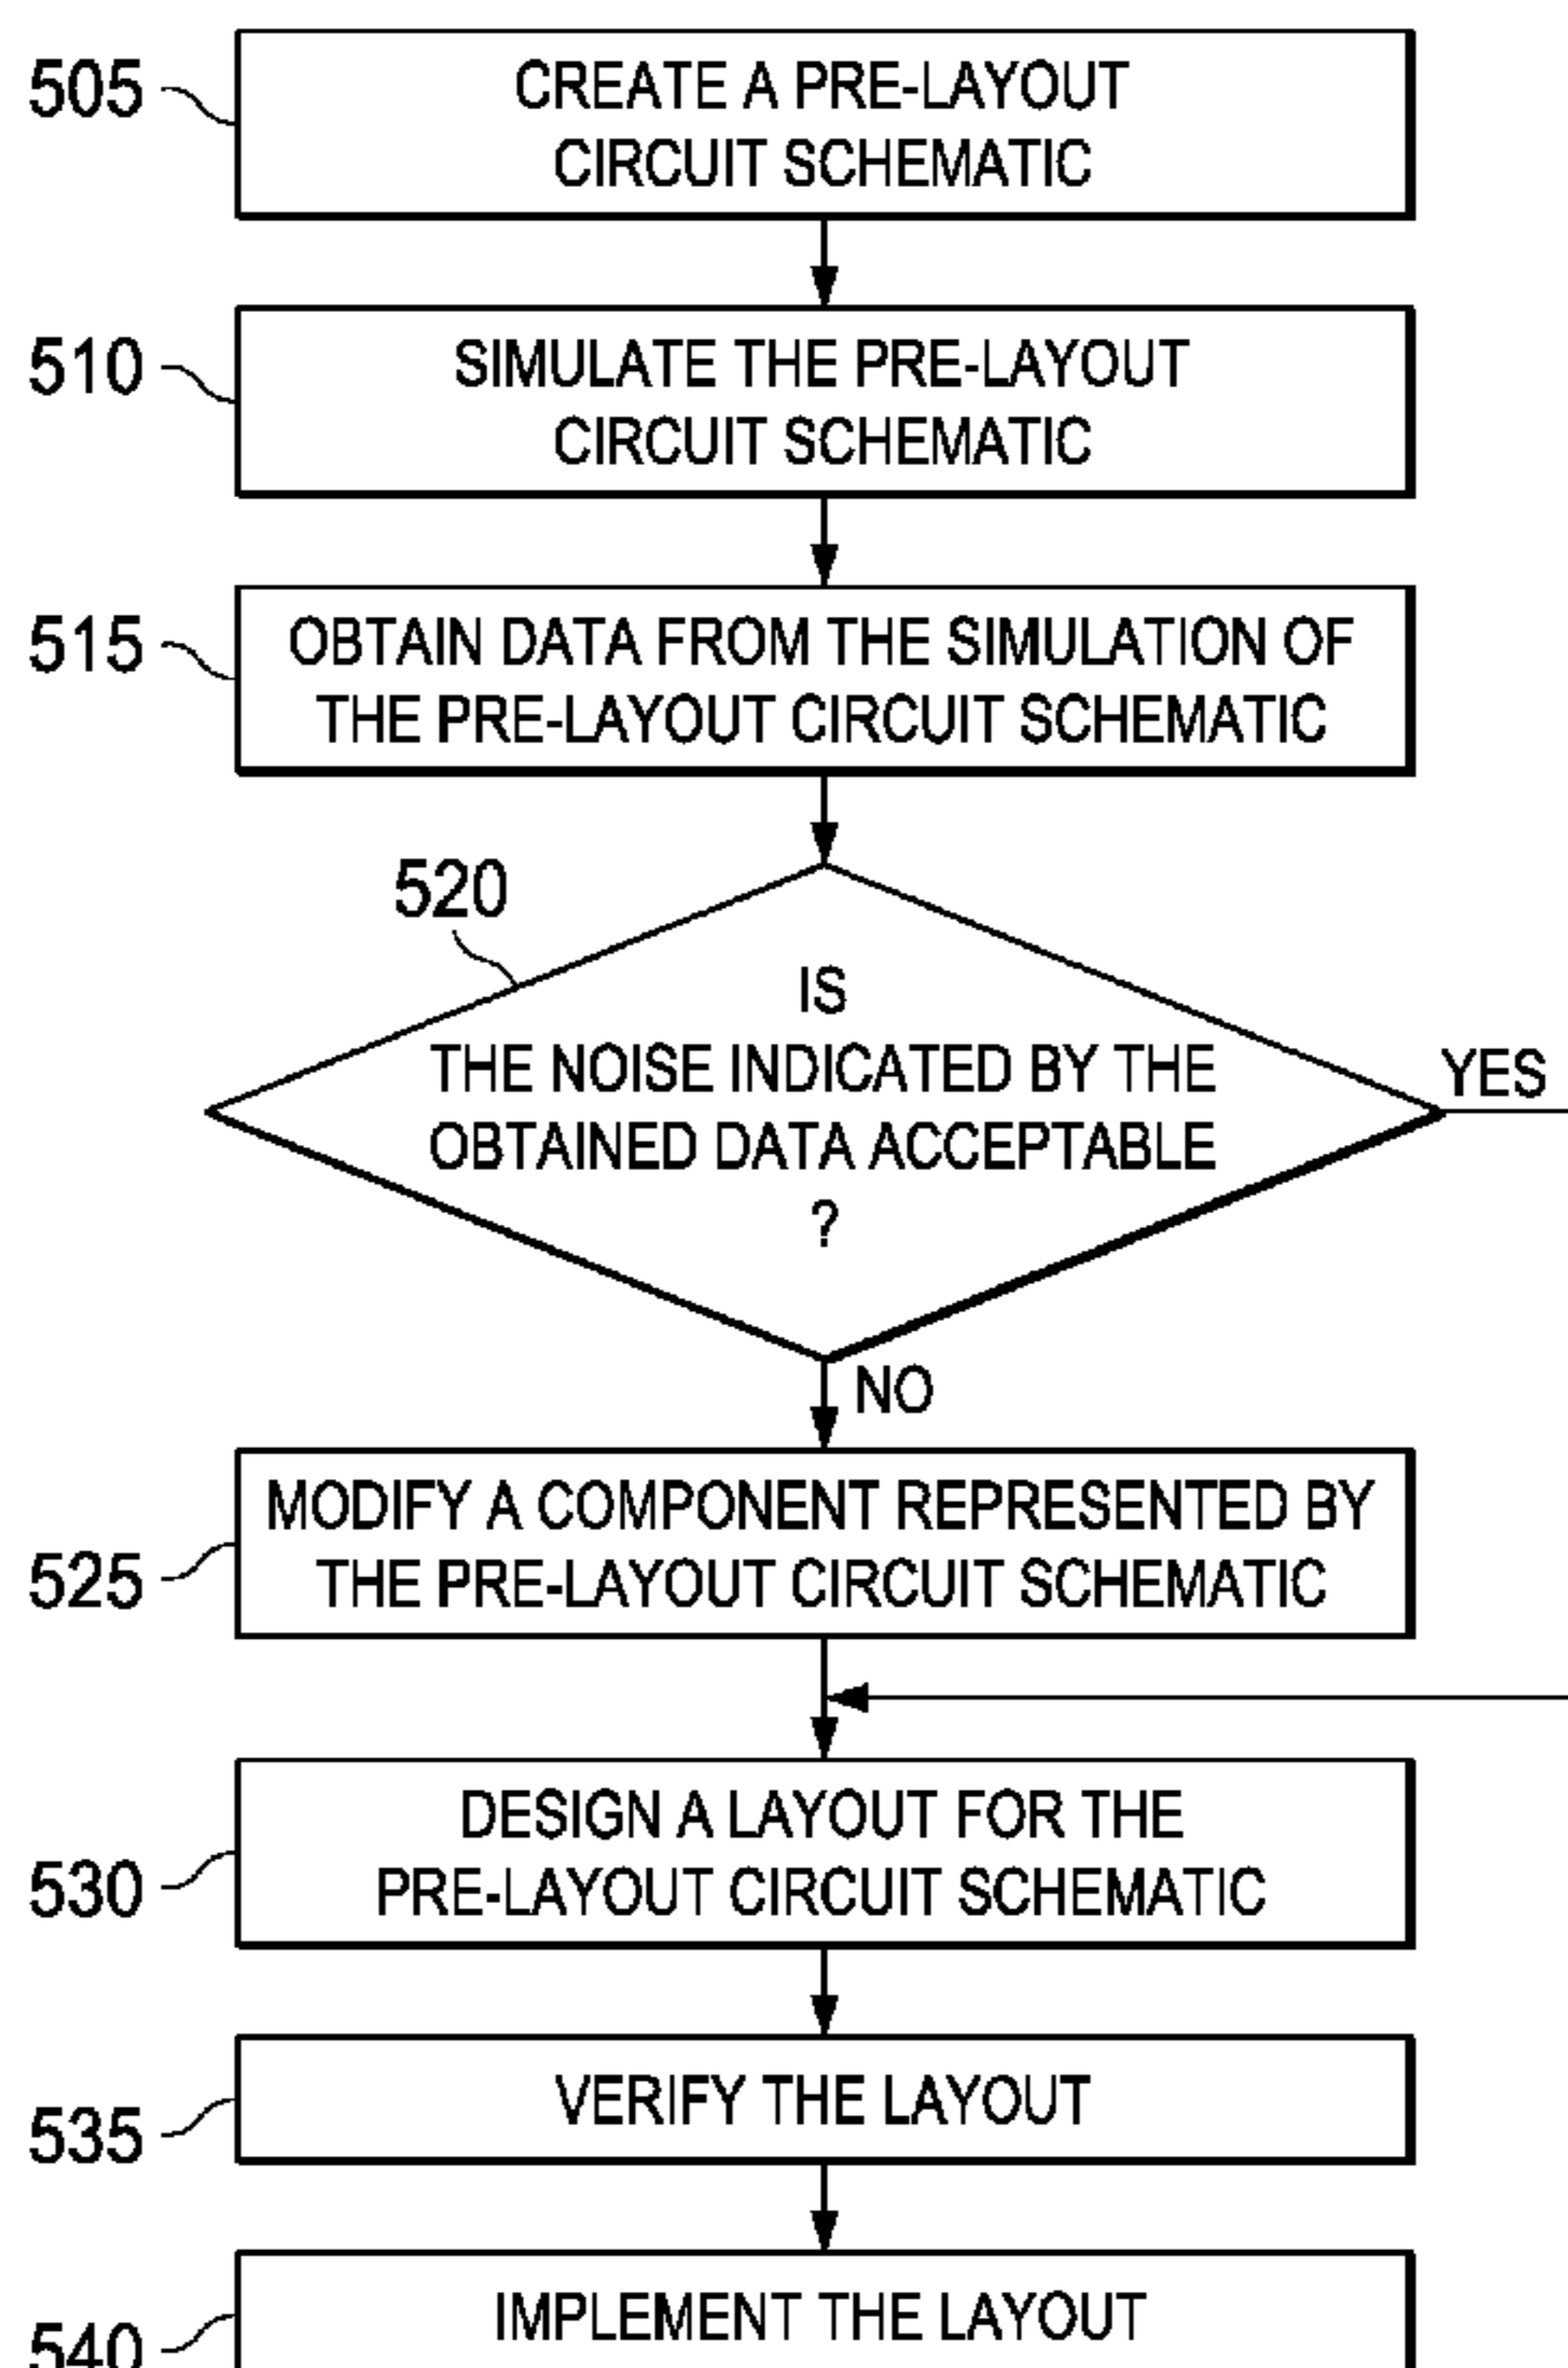 505
CREATE A PRE-LAYOUT
CIRCUIT SCHEMATIC
510
SIMULATE THE PRE-LAYOUT
CIRCUIT SCHEMATIC
515
OBTAIN DATA FROM THE SIMULATION OF
THE PRE-LAYOUT CIRCUIT SCHEMATIC
520
IS
THE NOISE INDICATED BY THE
OBTAINED DATA ACCEPTABLE
?
YES
NO
525
MODIFY A COMPONENT REPRESENTED BY
THE PRE-LAYOUT CIRCUIT SCHEMATIC
530
DESIGN A LAYOUT FOR THE
PRE-LAYOUT CIRCUIT SCHEMATIC
535
VERIFY THE LAYOUT
540
IMPLEMENT THE LAYOUT